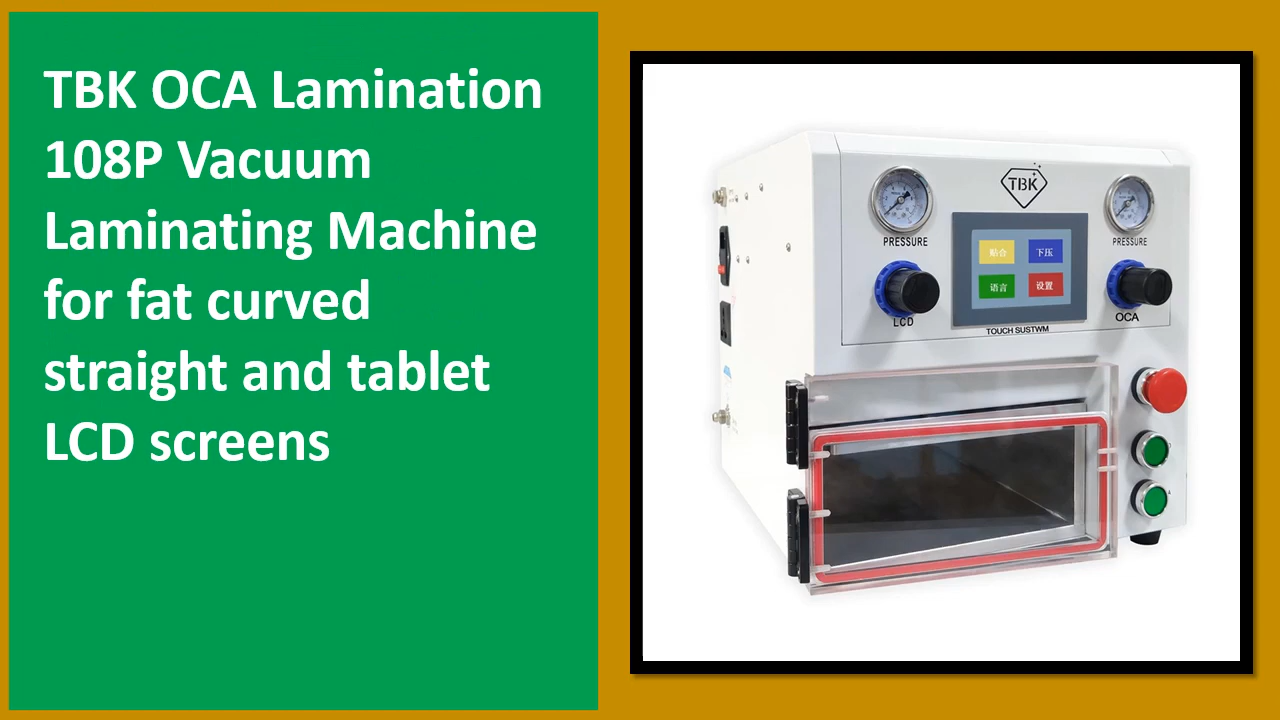 TBK OCA Lamination
108P Vacuum
Laminating Machine
for fat curved
straight and tablet
LCD screens
TBK
PRESSURE
PRESSURE
贴合
下压
语言
设置
LCD
OCA
TOUCH SUSTWM